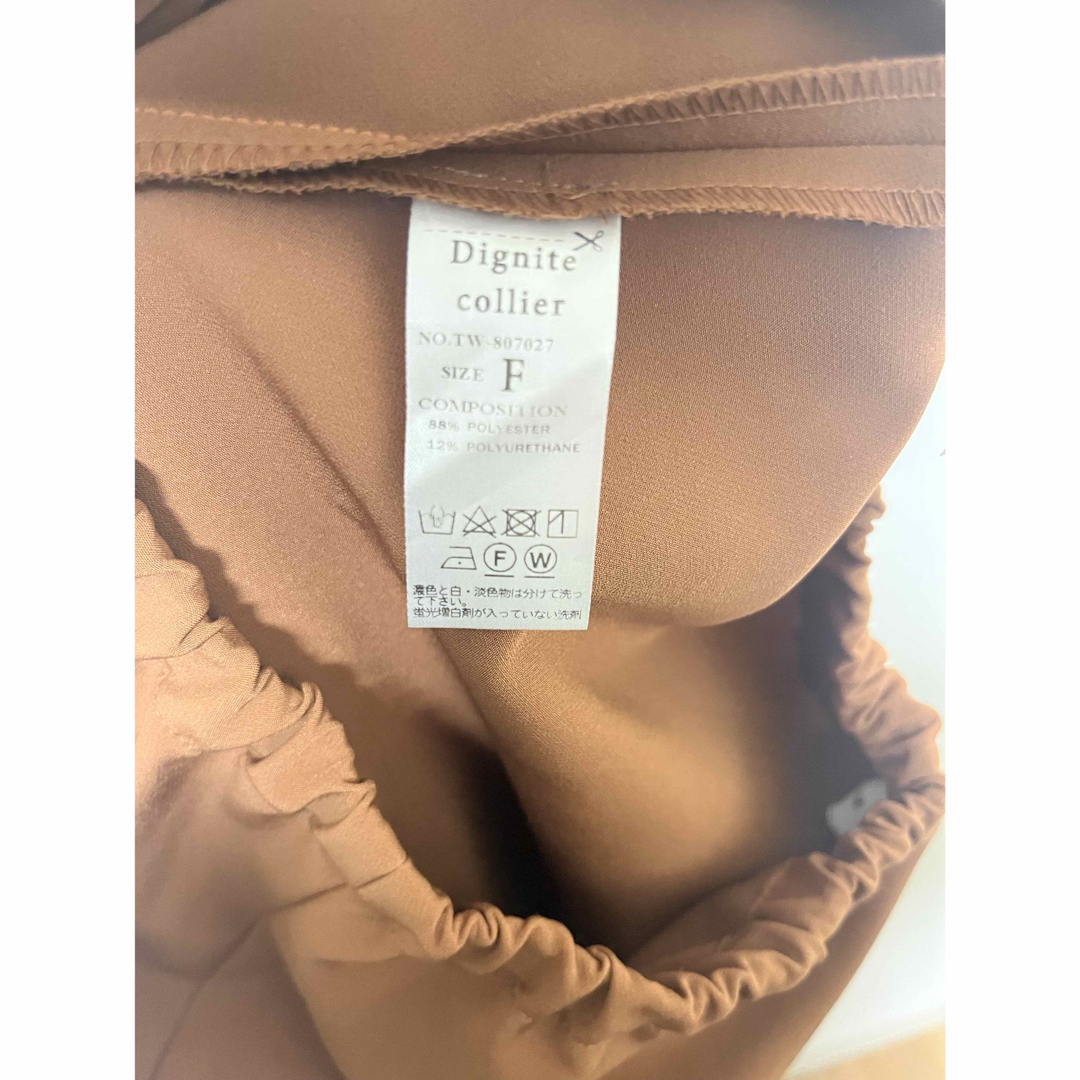 Dignite
collier
NO.TW-807027
SIZE F
COMPOSITION
88% POLYESTER
12% POLYURETHANE
F W
濃色と白・淡色物は分けて洗っ
て下さい。
蛍光増白剤が入っていない洗剤